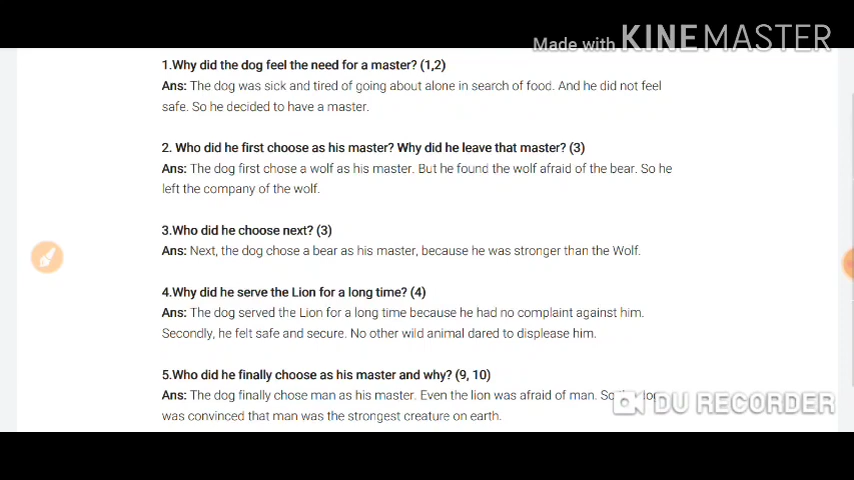 Made with KINEMASTER
1.Why did the dog feel the need for a master? (1,2)
Ans: The dog was sick and tired of going about alone in search of food. And he did not feel
safe. So he decided to have a master.
2. Who did he first choose as his master? Why did he leave that master? (3)
Ans: The dog first chose a wolf as his master. But he found the wolf afraid of the bear. So he
left the company of the wolf.
3.Who did he choose next? (3)
Ans: Next, the dog chose a bear as his master, because he was stronger than the Wolf.
4.Why did he serve the Lion for a long time? (4)
Ans: The dog served the Lion for a long time because he had no complaint against him.
Secondly, he felt safe and secure. No other wild animal dared to displease him.
5.Who did he finally choose as his master and why? (9, 10)
Ans: The dog finally chose man as his master. Even the lion was afraid of man. So
was convinced that man was the strongest creature on earth.
DU RECORDER